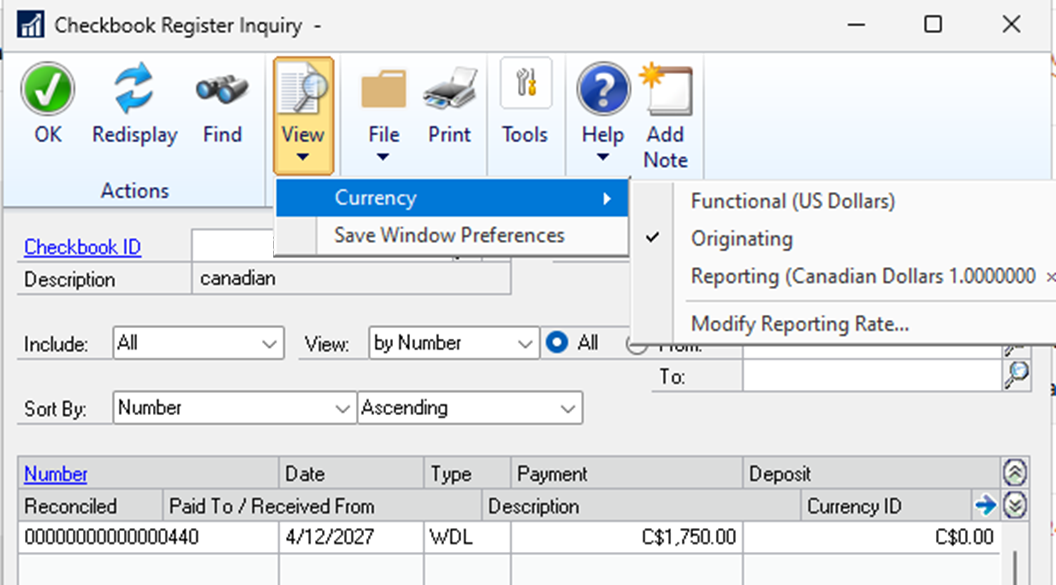 Checkbook Register Inquiry  -
OK
Redisplay
Find
View
File
Print
Tools
Help
Add
Note
Actions
Currency
Save Window Preferences
Functional (US Dollars)
Originating
Reporting (Canadian Dollars 1.0000000
Modify Reporting Rate...
Checkbook ID
Description canadian
Include: All View: by Number All From:
To:
Sort By: Number Ascending
Number Date Type Payment Deposit
Reconciled Paid To / Received From Description Currency ID
00000000000000440 4/12/2027 WDL C$1,750.00 C$0.00